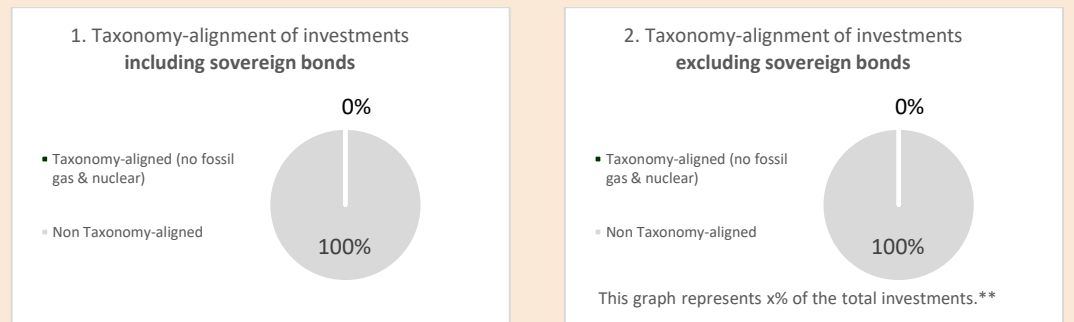 1. Taxonomy-alignment of investments
including sovereign bonds
0%
Taxonomy-aligned (no fossil
gas & nuclear)
Non Taxonomy-aligned
100%
2. Taxonomy-alignment of investments
excluding sovereign bonds
0%
Taxonomy-aligned (no fossil
gas & nuclear)
Non Taxonomy-aligned
100%
This graph represents x% of the total investments.**